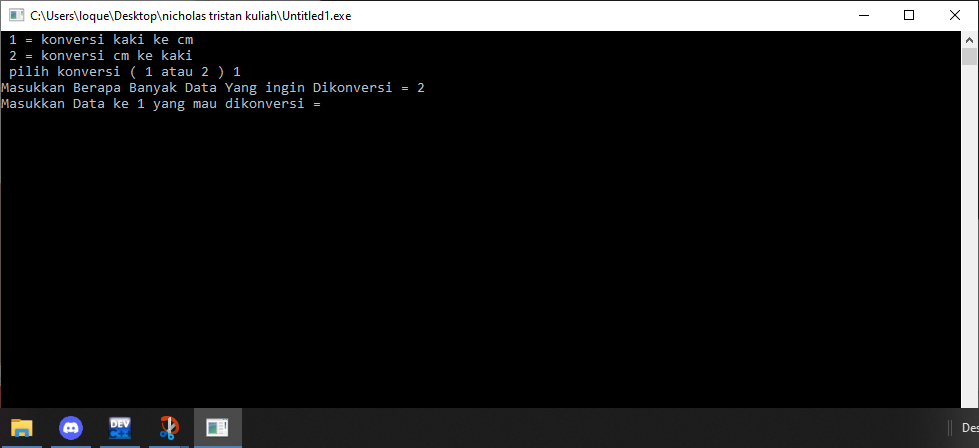 C:\Users\loque\Desktop\nicholas tristan kuliah\Untitled1.exe
1 = konversi kaki ke cm
2 = konversi cm ke kaki
pilih konversi ( 1 atau 2 ) 1
Masukkan Berapa Banyak Data Yang ingin Dikonversi = 2
Masukkan Data ke 1 yang mau dikonversi =
DEV
Des